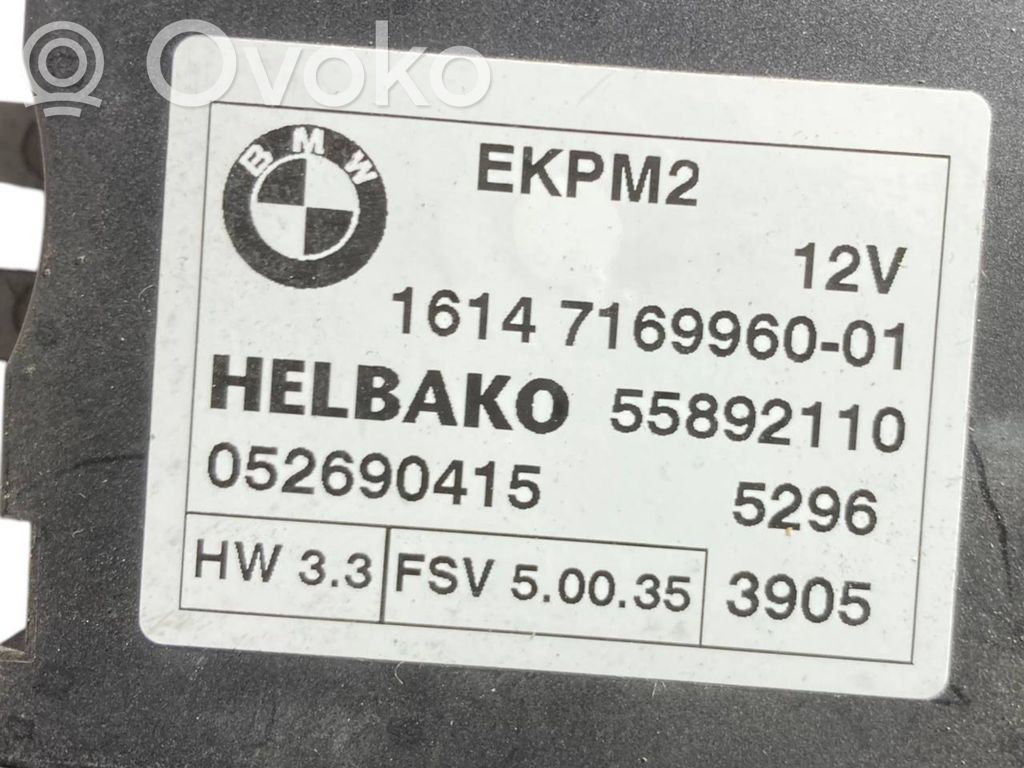 Ovoko
BMW
EKPM2
12V
1614 7169960-01
HELBAKO 55892110
052690415 5296
HW 3.3 FSV 5.00.35 3905